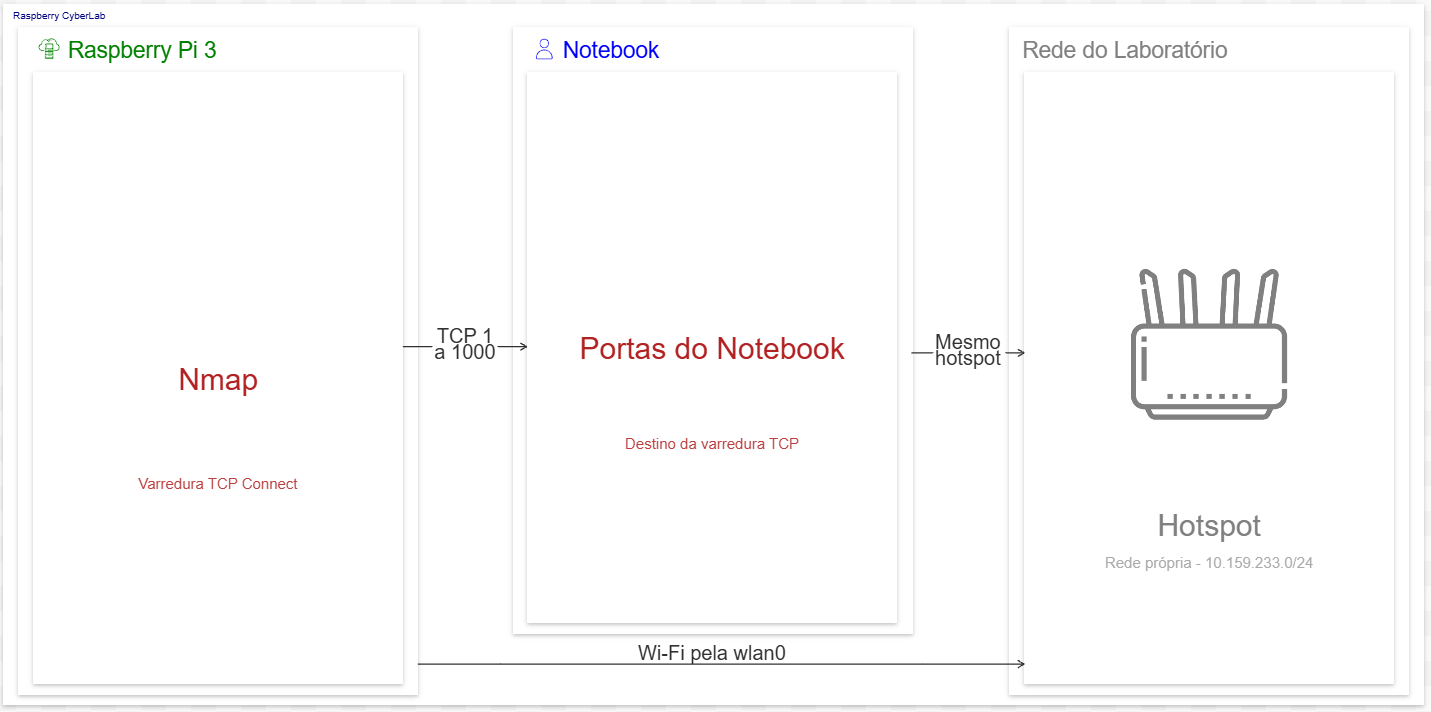 Raspberry CyberLab
Raspberry Pi 3
Notebook
Rede do Laboratório
Nmap
Varredura TCP Connect
TCP 1
a 1000
Portas do Notebook
Destino da varredura TCP
Mesmo
hotspot
Hotspot
Rede própria - 10.159.233.0/24
Wi-Fi pela wlan0